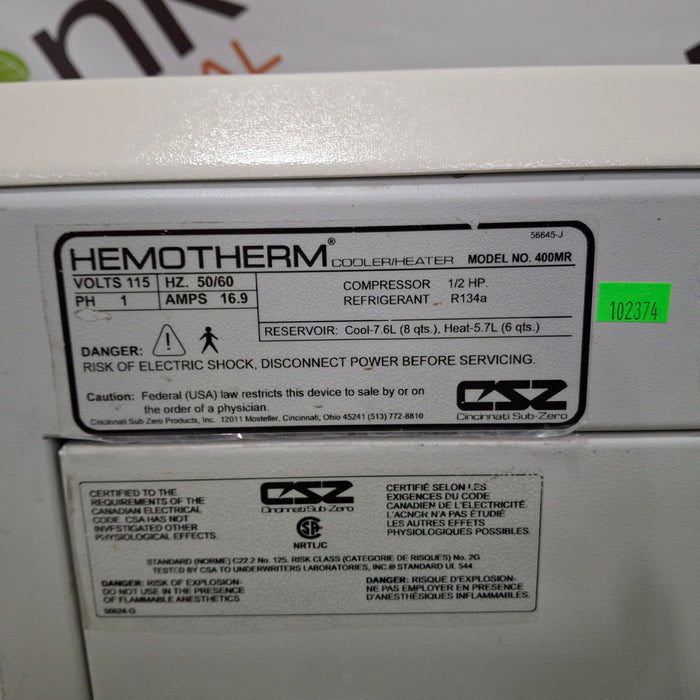 nk
AL
56645-J
HEMOTHERM® COOLER/HEATER MODEL NO. 400MR
VOLTS 115 HZ. 50/60
PH 1 AMPS 16.9
COMPRESSOR 1/2 HP.
REFRIGERANT R134a
RESERVOIR: Cool-7.6L (8 qts.), Heat-5.7L (6 qts.)
DANGER:
RISK OF ELECTRIC SHOCK, DISCONNECT POWER BEFORE SERVICING.
Caution: Federal (USA) law restricts this device to sale by or on
the order of a physician.
Cincinnati Sub-Zero Products, Inc. 12011 Mosteller, Cincinnati, Ohio 45241 (513) 772-8810
CSZ
Cincinnati Sub-Zero
102374
CERTIFIED TO THE
REQUIREMENTS OF THE
CANADIAN ELECTRICAL
CODE. CSA HAS NOT
INVESTIGATED OTHER
PHYSIOLOGICAL EFFECTS.
CSZ
Cincinnati Sub-Zero
NRTL/C
CERTIFIÉ SELON LES
EXIGENCES DU CODE
CANADIEN DE L'ELECTRICITÉ
L'ACNOR N'A PAS ÉTUDIÉ
LES AUTRES EFFETS
PHYSIOLOGIQUES POSSIBLES.
STANDARD (NORME) C22.2 No. 125, RISK CLASS (CATEGORIE DE RISQUES) No. 2G
TESTED BY CSA TO UNDERWRITERS LABORATORIES, INC.® STANDARD UL 544.
DANGER: RISK OF EXPLOSION-
DO NOT USE IN THE PRESENCE
OF FLAMMABLE ANESTHETICS
56624-G
DANGER: RISQUE D'EXPLOSION-
NE PAS EMPLOYER EN PRESENCE
D'ANESTHÉSIQUES INFLAMMABLES.